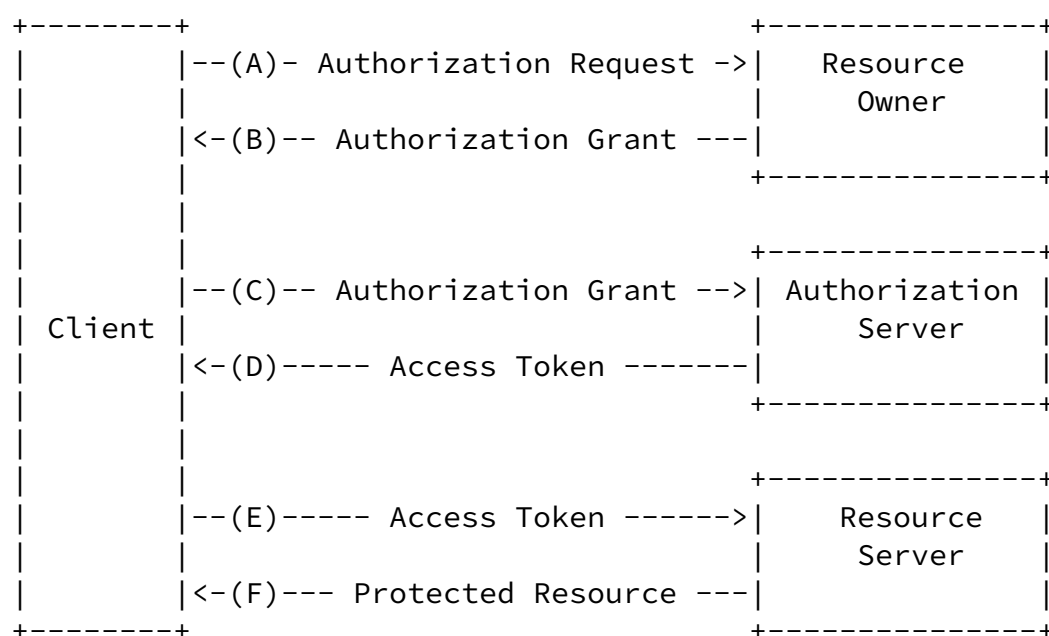 +--------+                               +---------------+
|        |--(A)- Authorization Request ->|   Resource    |
|        |                               |     Owner     |
|        |<-(B)-- Authorization Grant ---|               |
|        |                               +---------------+
|        |
|        |                               +---------------+
|        |--(C)-- Authorization Grant -->| Authorization |
| Client |                               |     Server    |
|        |<-(D)----- Access Token -------|               |
|        |                               +---------------+
|        |
|        |                               +---------------+
|        |--(E)----- Access Token ------>|    Resource   |
|        |                               |     Server    |
|        |<-(F)--- Protected Resource ---|               |
+--------+                               +---------------+